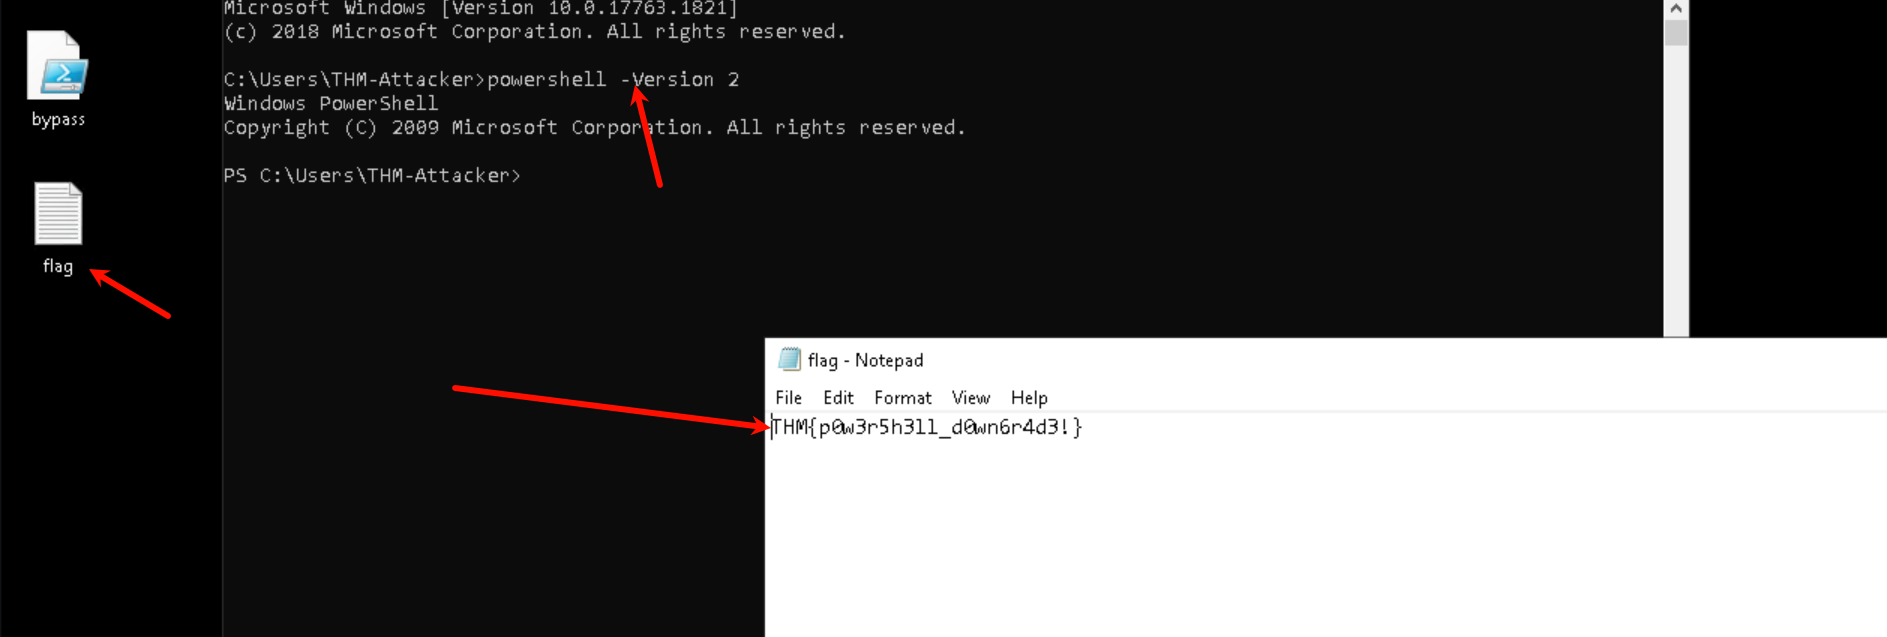 bypass
flag
Microsoft Windows [Version 10.0.17763.1821]
(c) 2018 Microsoft Corporation. All rights reserved.
C:\Users\THM-Attacker>powershell -Version 2
Windows PowerShell
Copyright (C) 2009 Microsoft Corporation. All rights reserved.
PS C:\Users\THM-Attacker>
flag - Notepad
File Edit Format View Help
THM{p0w3r5h3ll_d0wn6r4d3!}